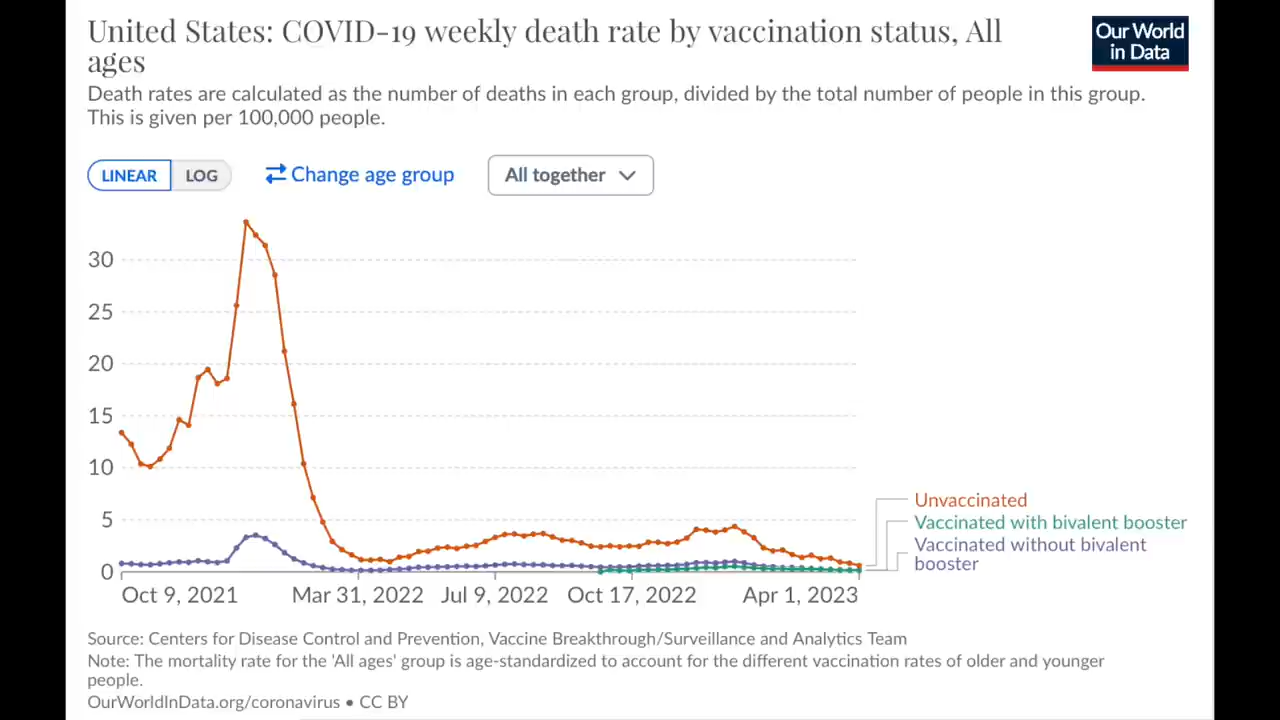 United States: COVID-19 weekly death rate by vaccination status, All
ages
Our World
in Data
Death rates are calculated as the number of deaths in each group, divided by the total number of people in this group.
This is given per 100,000 people.
LINEAR LOG Change age group All together
30
25
20
15
10
5
0
Unvaccinated
Vaccinated with bivalent booster
Vaccinated without bivalent
booster
Oct 9, 2021 Mar 31, 2022 Jul 9, 2022 Oct 17, 2022 Apr 1, 2023
Source: Centers for Disease Control and Prevention, Vaccine Breakthrough/Surveillance and Analytics Team
Note: The mortality rate for the 'All ages' group is age-standardized to account for the different vaccination rates of older and younger
people.
OurWorldInData.org/coronavirus • CC BY